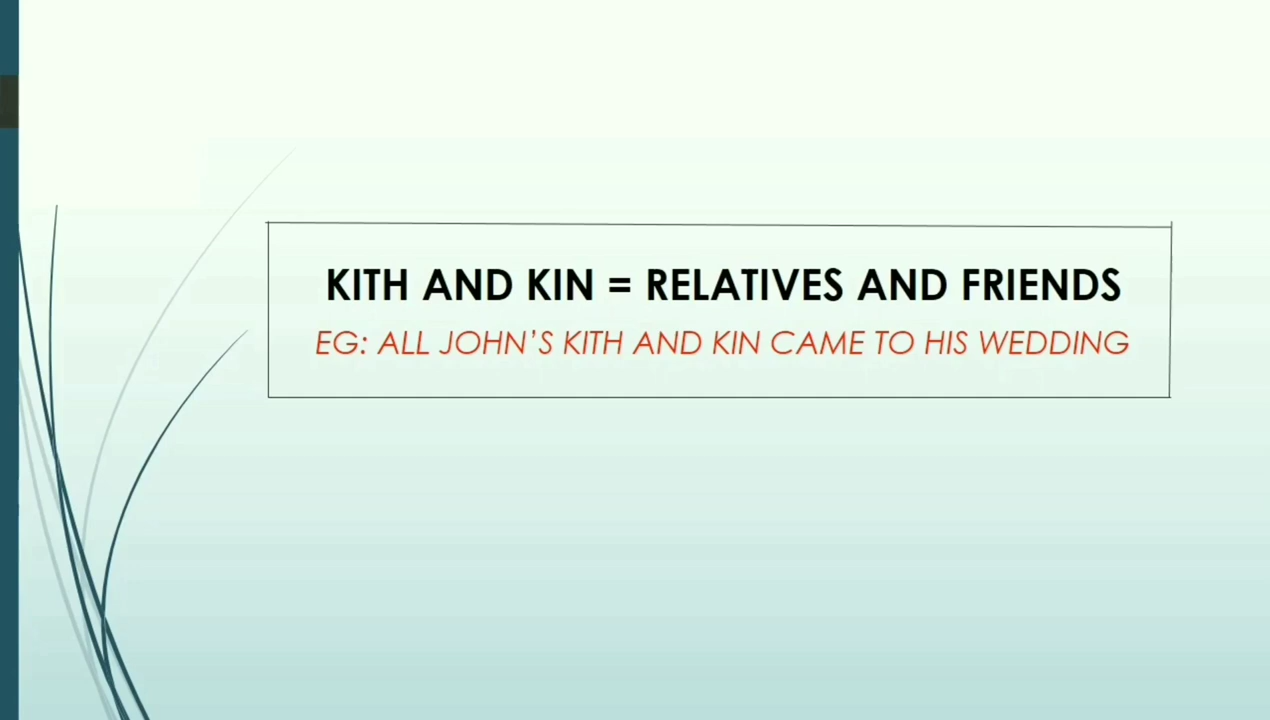 KITH AND KIN = RELATIVES AND FRIENDS
EG: ALL JOHN’S KITH AND KIN CAME TO HIS WEDDING